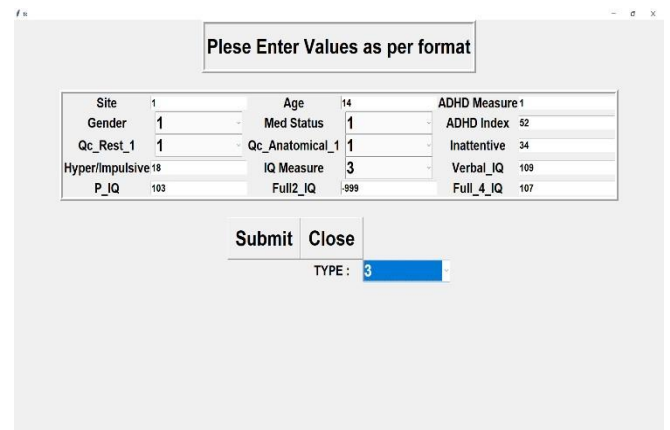 Plese Enter Values as per format
Site 1 Age 14 ADHD Measure 1
Gender 1 Med Status 1 ADHD Index 52
Qc_Rest_1 1 Qc_Anatomical_1 1 Inattentive 34
Hyper/Impulsive 18 IQ Measure 3 Verbal_IQ 109
P_IQ 103 Full2_IQ -999 Full_4_IQ 107
Submit Close
TYPE : 3